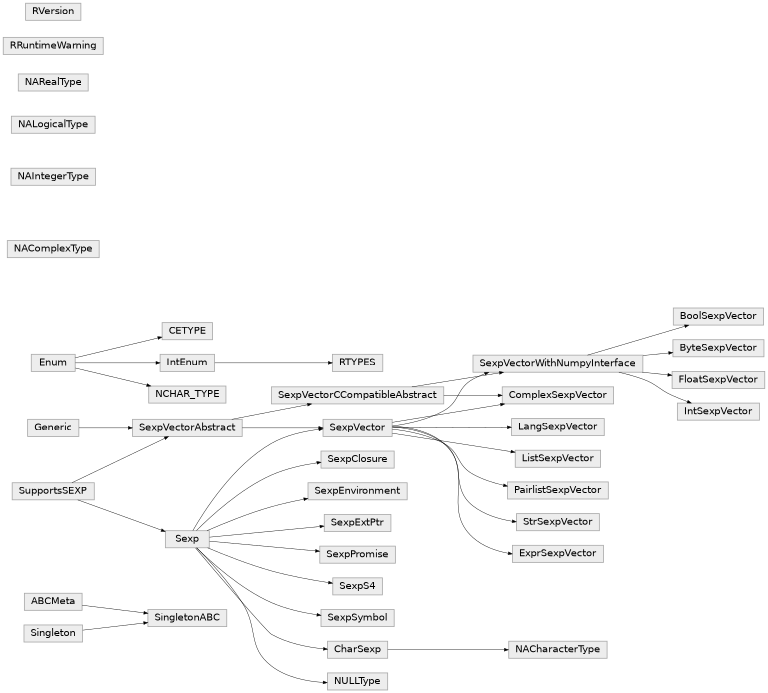 RVersion
RRuntimeWarning
NARealType
NALogicalType
NAIntegerType
NAComplexType
BoolSexpVector
CETYPE
ByteSexpVector
Enum
IntEnum
RTYPES
SexpVectorWithNumpyInterface
FloatSexpVector
NCHAR_TYPE
SexpVectorCCompatibleAbstract
ComplexSexpVector
IntSexpVector
Generic
SexpVectorAbstract
SexpVector
LangSexpVector
SexpClosure
ListSexpVector
SupportsSEXP
SexpEnvironment
PairlistSexpVector
SexpExtPtr
StrSexpVector
Sexp
SexpPromise
ExprSexpVector
SexpS4
ABCMeta
SingletonABC
SexpSymbol
Singleton
CharSexp
NACharacterType
NULLType